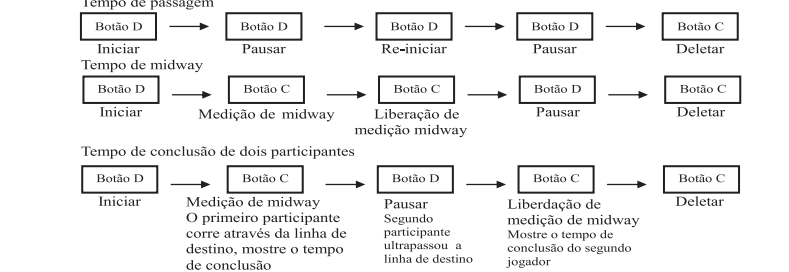 Tempo de passagem
Botão D Botão D Botão D Botão D Botão C
Iniciar Pausar Re-iniciar Pausar Deletar
Tempo de midway
Botão D Botão C Botão C Botão D Botão C
Iniciar Medição de midway Liberação de medição midway Pausar Deletar
Tempo de conclusão de dois participantes
Botão D Botão C Botão D Botão C Botão C
Iniciar
Medição de midway
O primeiro participante
corre através da linha de
destino, mostre o tempo
de conclusão
Pausar
Segundo
participante
ultrapassou a
linha de destino
Liberdação de
medição de midway
Mostre o tempo de
conclusão do segundo
jogador
Deletar